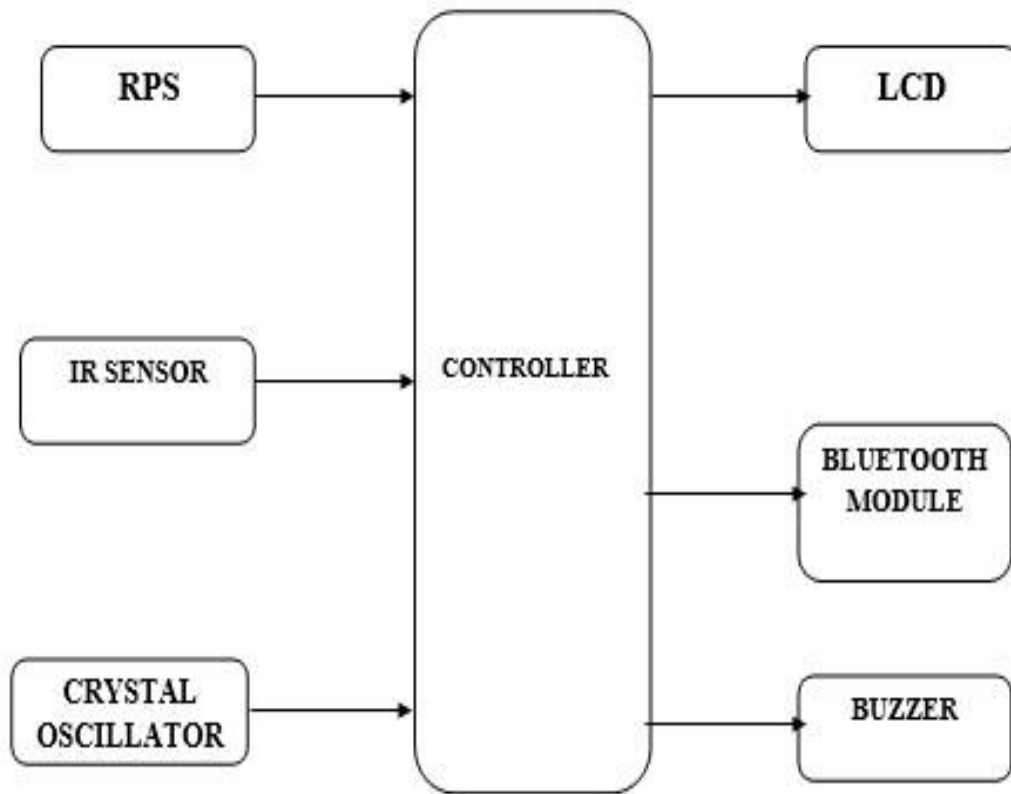 RPS
LCD
IR SENSOR
CONTROLLER
BLUETOOTH
MODULE
CRYSTAL
OSCILLATOR
BUZZER